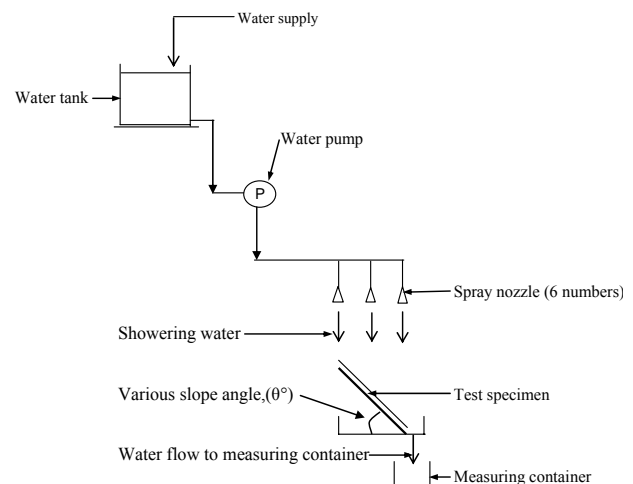 Water supply
Water tank
Water pump
P
Spray nozzle (6 numbers)
Showering water
Various slope angle,(θ°)
Test specimen
Water flow to measuring container
Measuring container